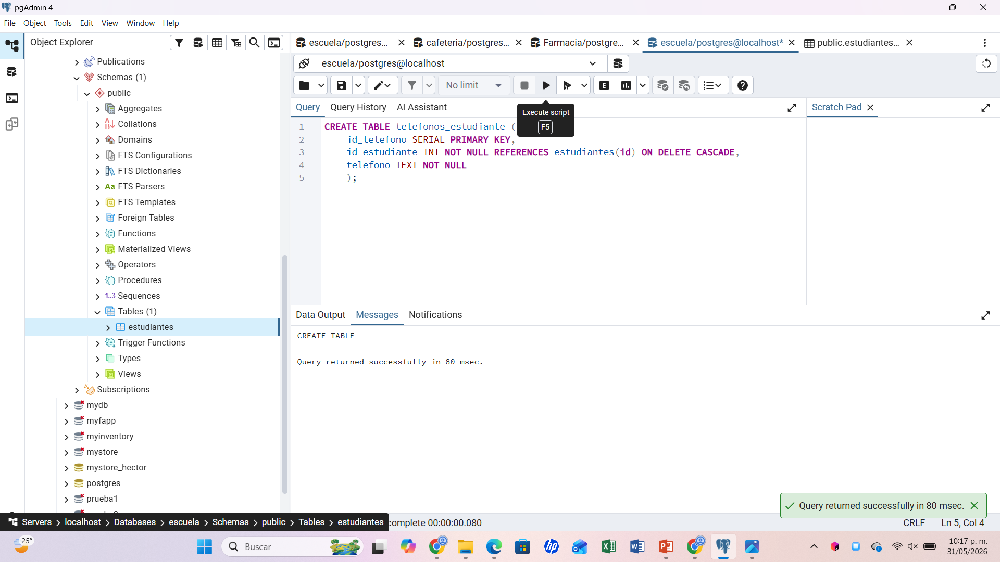 pgAdmin 4
File Object Tools Edit View Window Help
Object Explorer
escuela/postgres... cafeteria/postgres... Farmacia/postgre... escuela/postgres@localhost* public.estudiantes...
escuela/postgres@localhost
No limit
E
Query Query History AI Assistant
Scratch Pad
Execute script
F5
1 CREATE TABLE telefonos_estudiante (
2 id_telefono SERIAL PRIMARY KEY,
3 id_estudiante INT NOT NULL REFERENCES estudiantes(id) ON DELETE CASCADE,
4 telefono TEXT NOT NULL
5 );
Publications
Schemas (1)
public
Aggregates
Collations
Domains
FTS Configurations
FTS Dictionaries
Aa FTS Parsers
FTS Templates
Foreign Tables
Functions
Materialized Views
Operators
Procedures
1..3 Sequences
Tables (1)
estudiantes
Trigger Functions
Types
Views
Subscriptions
mydb
myfapp
myinventory
mystore
mystore_hector
postgres
prueba1
Data Output Messages Notifications
CREATE TABLE
Query returned successfully in 80 msec.
Query returned successfully in 80 msec.
Servers localhost Databases escuela Schemas public Tables estudiantes
complete 00:00:00.080
CRLF Ln 5, Col 4
25°
Buscar
10:17 p. m.
31/05/2026